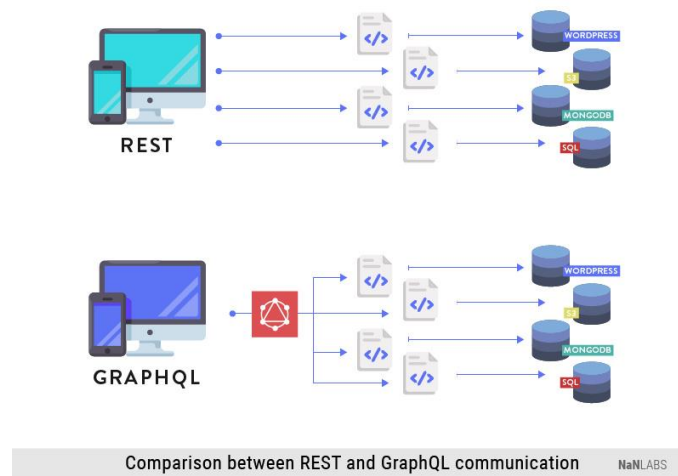 </>
WORDPRESS
</>
S3
</>
MONGODB
REST
</>
SQL
</>
WORDPRESS
</>
S3
</>
MONGODB
GRAPHQL
</>
SQL
Comparison between REST and GraphQL communication
NaNLABS